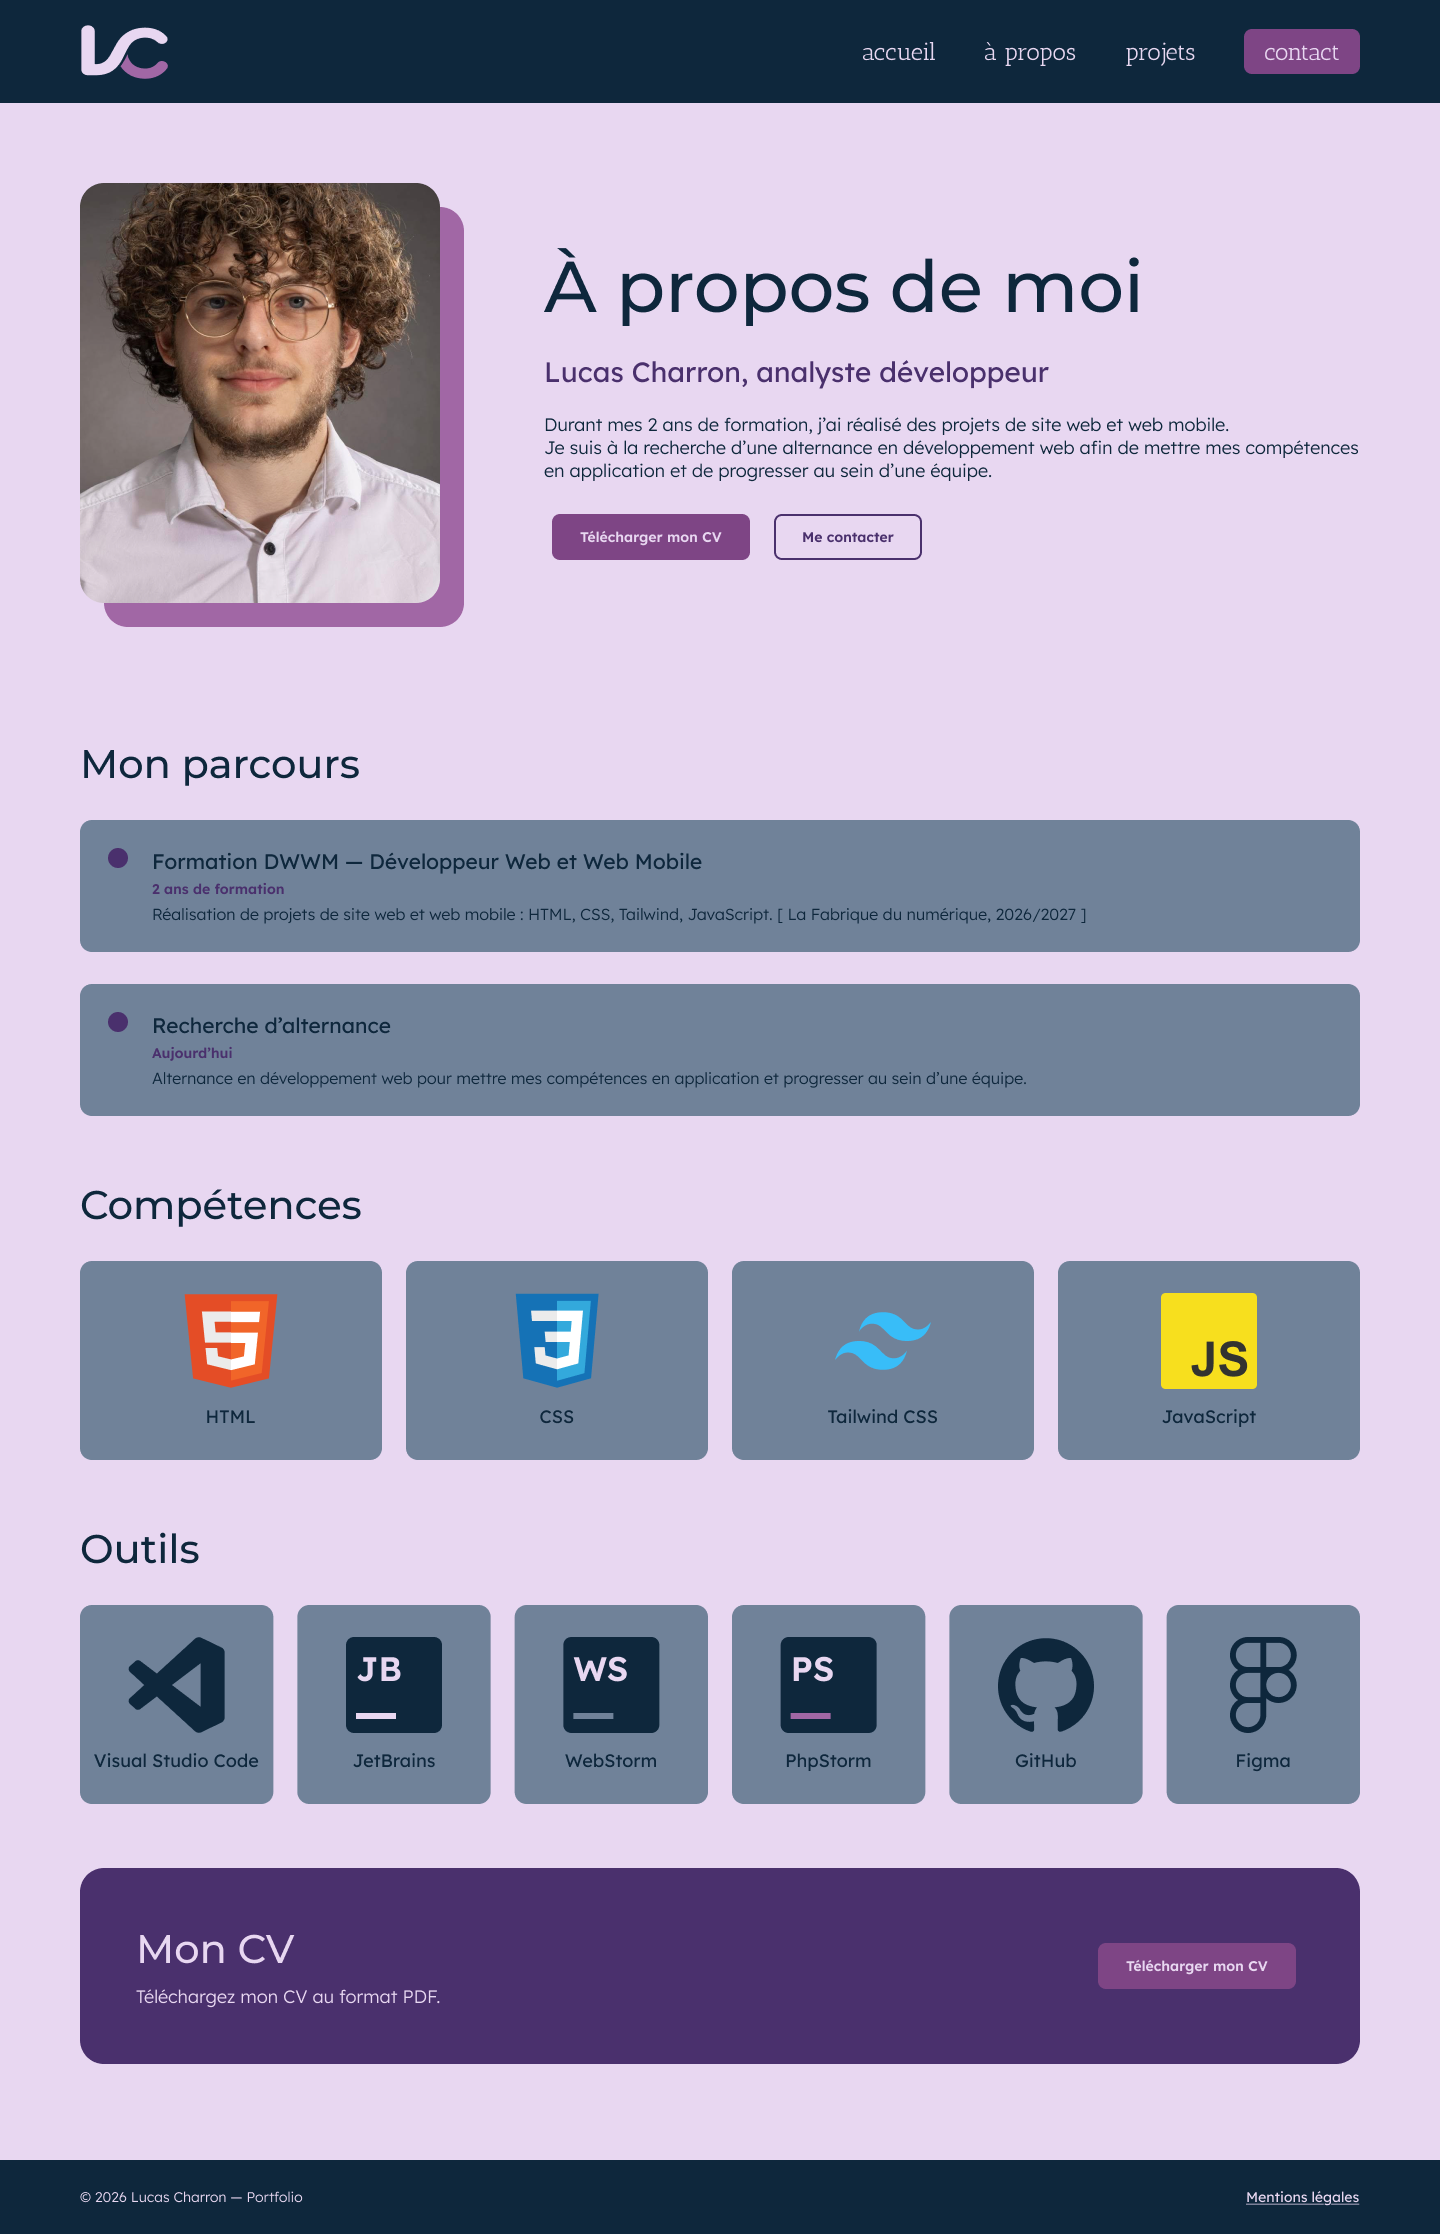 LC
accueil
à propos
projets
contact
À propos de moi
Lucas Charron, analyste développeur
Durant mes 2 ans de formation, j’ai réalisé des projets de site web et web mobile.
Je suis à la recherche d’une alternance en développement web afin de mettre mes compétences
en application et de progresser au sein d’une équipe.
Télécharger mon CV
Me contacter
Mon parcours
Formation DWWM — Développeur Web et Web Mobile
2 ans de formation
Réalisation de projets de site web et web mobile : HTML, CSS, Tailwind, JavaScript. [ La Fabrique du numérique, 2026/2027 ]
Recherche d’alternance
Aujourd’hui
Alternance en développement web pour mettre mes compétences en application et progresser au sein d’une équipe.
Compétences
5
HTML
3
CSS
Tailwind CSS
JS
JavaScript
Outils
Visual Studio Code
JB
JetBrains
WS
WebStorm
PS
PhpStorm
GitHub
Figma
Mon CV
Téléchargez mon CV au format PDF.
Télécharger mon CV
© 2026 Lucas Charron — Portfolio
Mentions légales